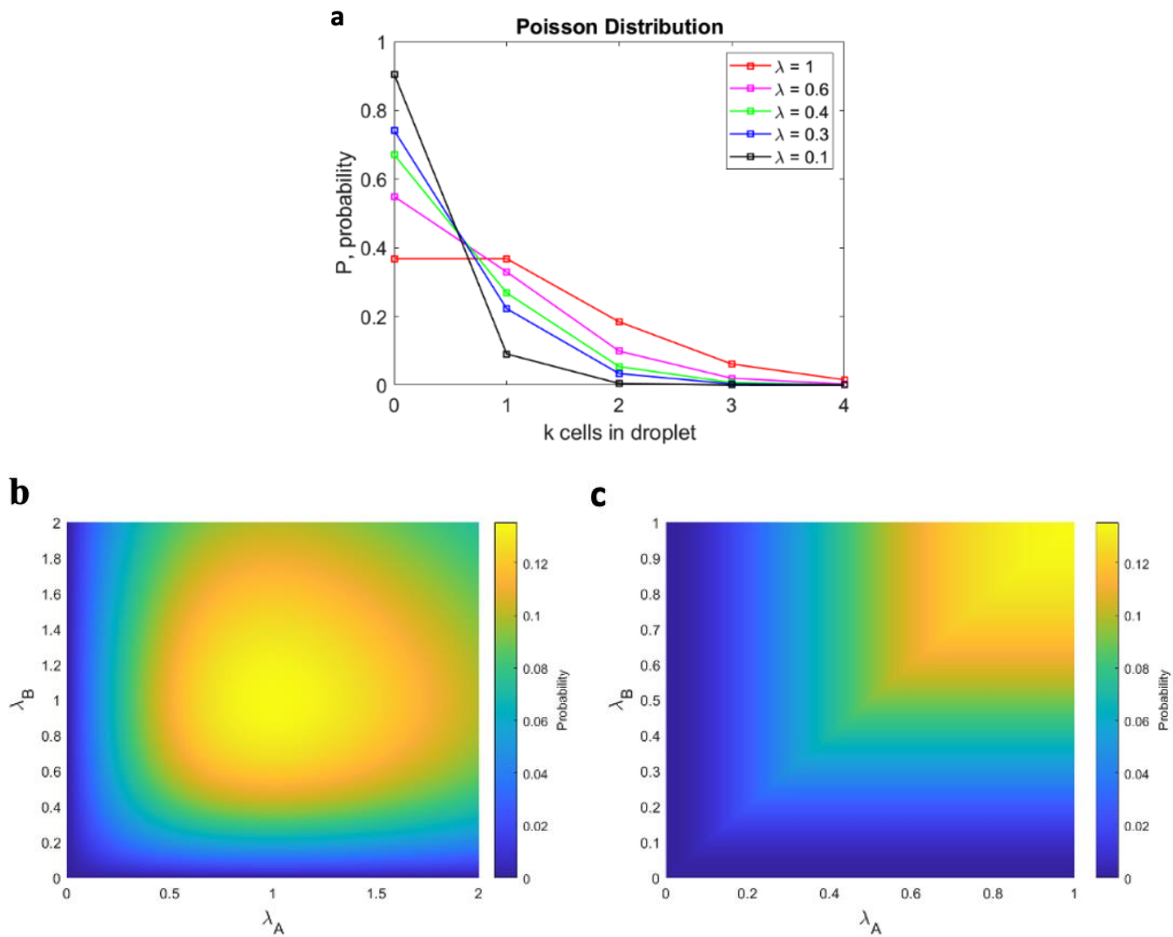 a
Poisson Distribution
λ = 1
λ = 0.6
λ = 0.4
λ = 0.3
λ = 0.1
1
0.8
0.6
0.4
0.2
0
P, probability
0 1 2 3 4
k cells in droplet
b
2
1.8
1.6
1.4
1.2
1
0.8
0.6
0.4
0.2
0
λ_B
0 0.5 1 1.5 2
λ_A
0.12
0.1
0.08
0.06
0.04
0.02
0
Probability
c
1
0.9
0.8
0.7
0.6
0.5
0.4
0.3
0.2
0.1
0
λ_B
0 0.2 0.4 0.6 0.8 1
λ_A
0.12
0.1
0.08
0.06
0.04
0.02
0
Probability